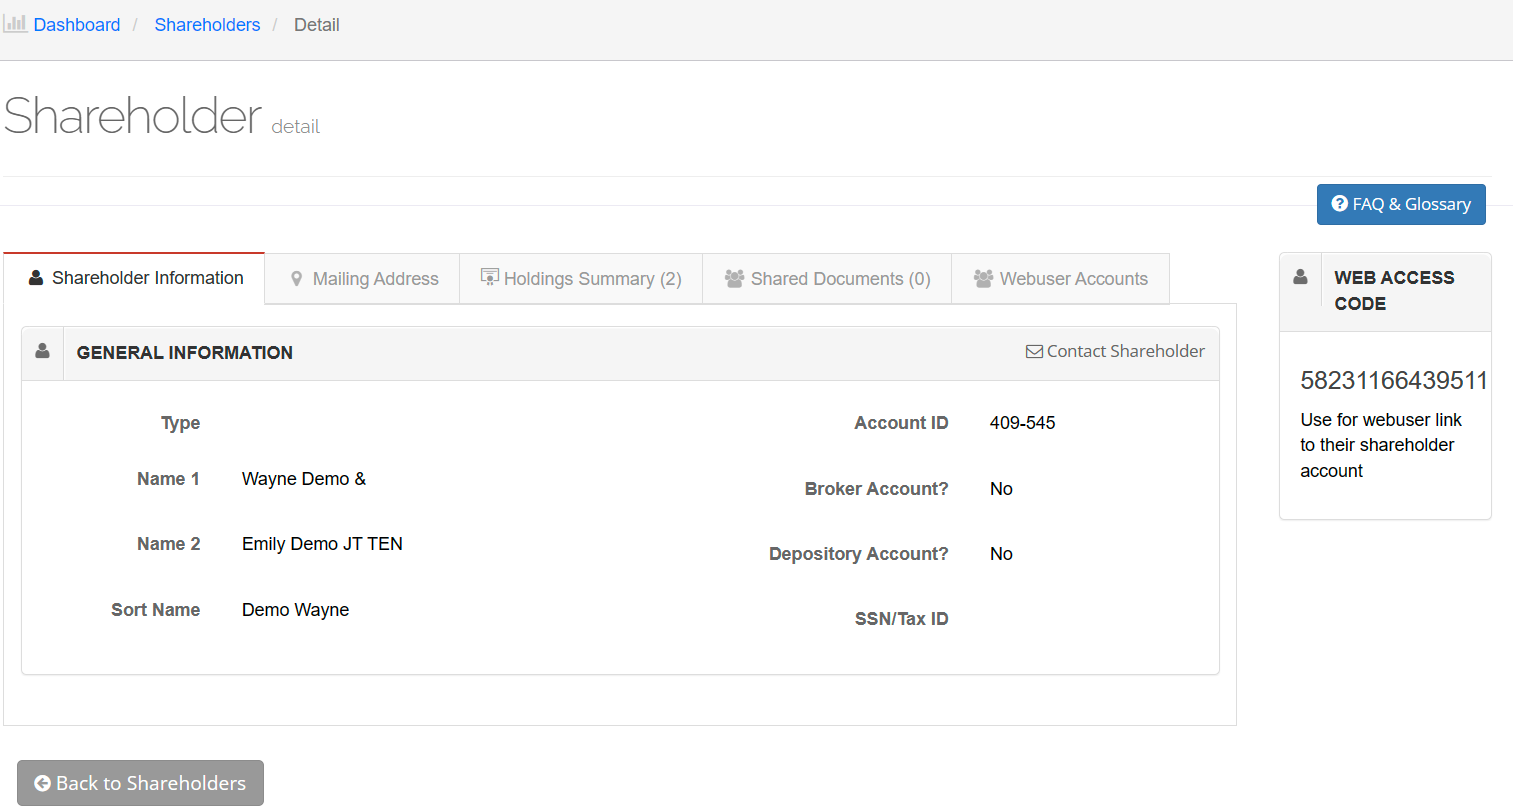 Dashboard / Shareholders / Detail
Shareholder detail
FAQ & Glossary
Shareholder Information
Mailing Address
Holdings Summary (2)
Shared Documents (0)
Webuser Accounts
GENERAL INFORMATION
Contact Shareholder
Type
Name 1 Wayne Demo &
Name 2 Emily Demo JT TEN
Sort Name Demo Wayne
Account ID 409-545
Broker Account? No
Depository Account? No
SSN/Tax ID
WEB ACCESS
CODE
58231166439511
Use for webuser link
to their shareholder
account
Back to Shareholders